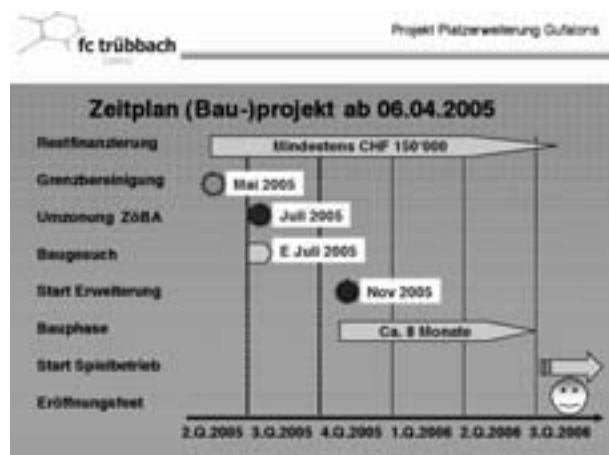 fc trübbach
Projekt Platzerweiterung Gufalons
Zeitplan (Bau-)projekt ab 06.04.2005
Restfinanzierung
Mindestens CHF 150'000
Grenzbereinigung
Mai 2005
Umzonung ZöBA
Juli 2005
Baugesuch
E Juli 2005
Start Erweiterung
Nov 2005
Bauphase
Ca. 8 Monate
Start Spielbetrieb
Eröffnungsfest
2.Q.2005 3.Q.2005 4.Q.2005 1.Q.2006 2.Q.2006 3.Q.2006